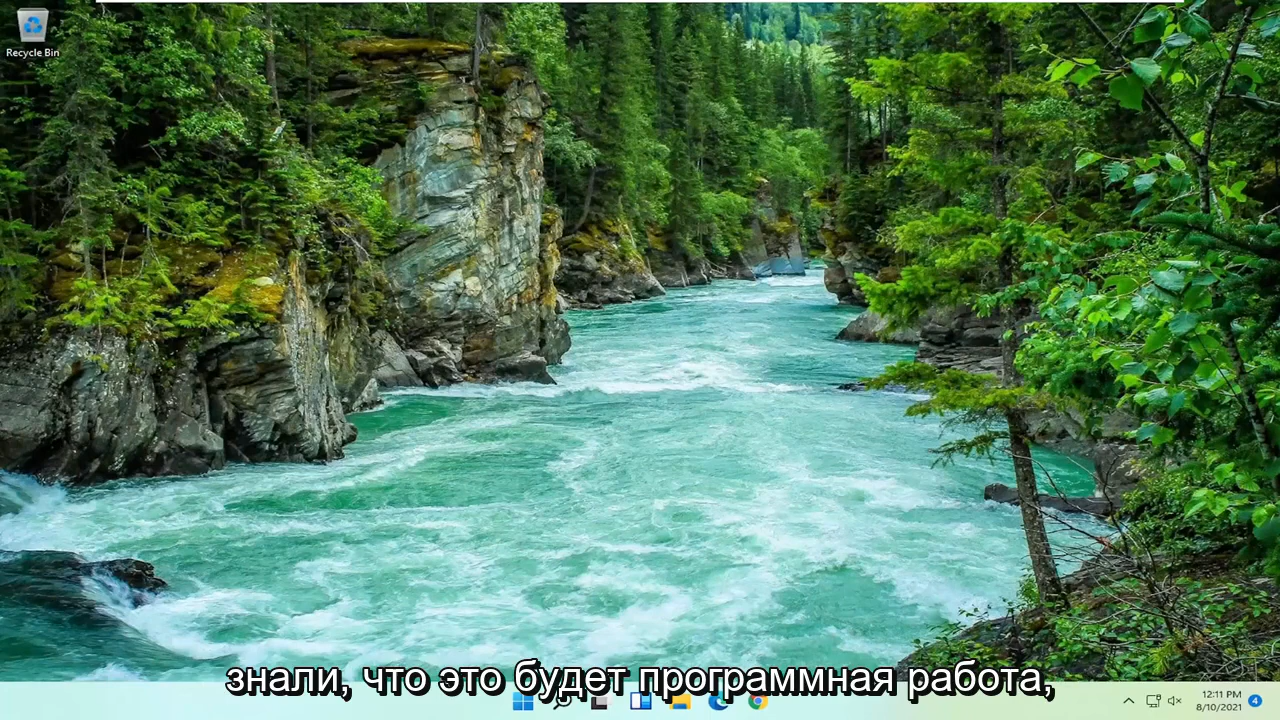 Recycle Bin
знали, что это будет программная работа,
12:11 PM
8/10/2021
4